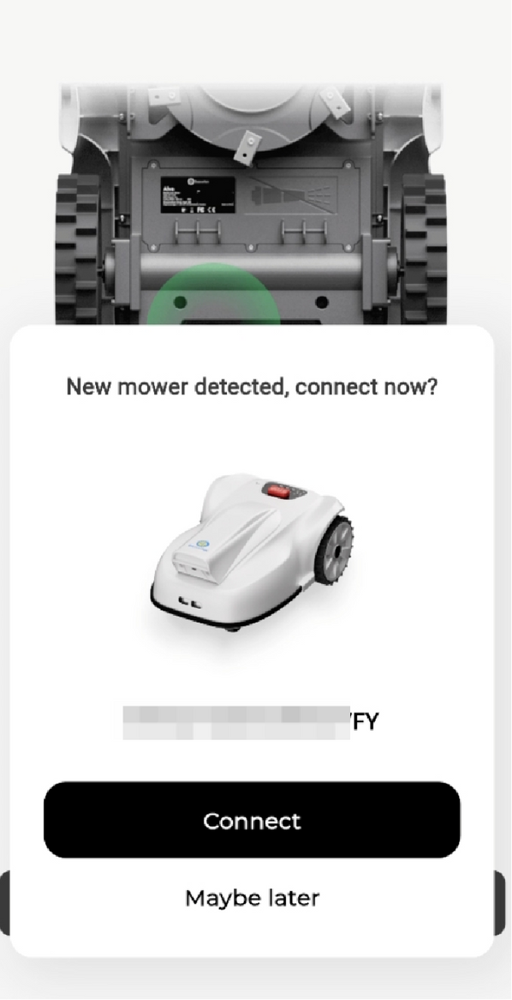 New mower detected, connect now?
FY
Connect
Maybe later